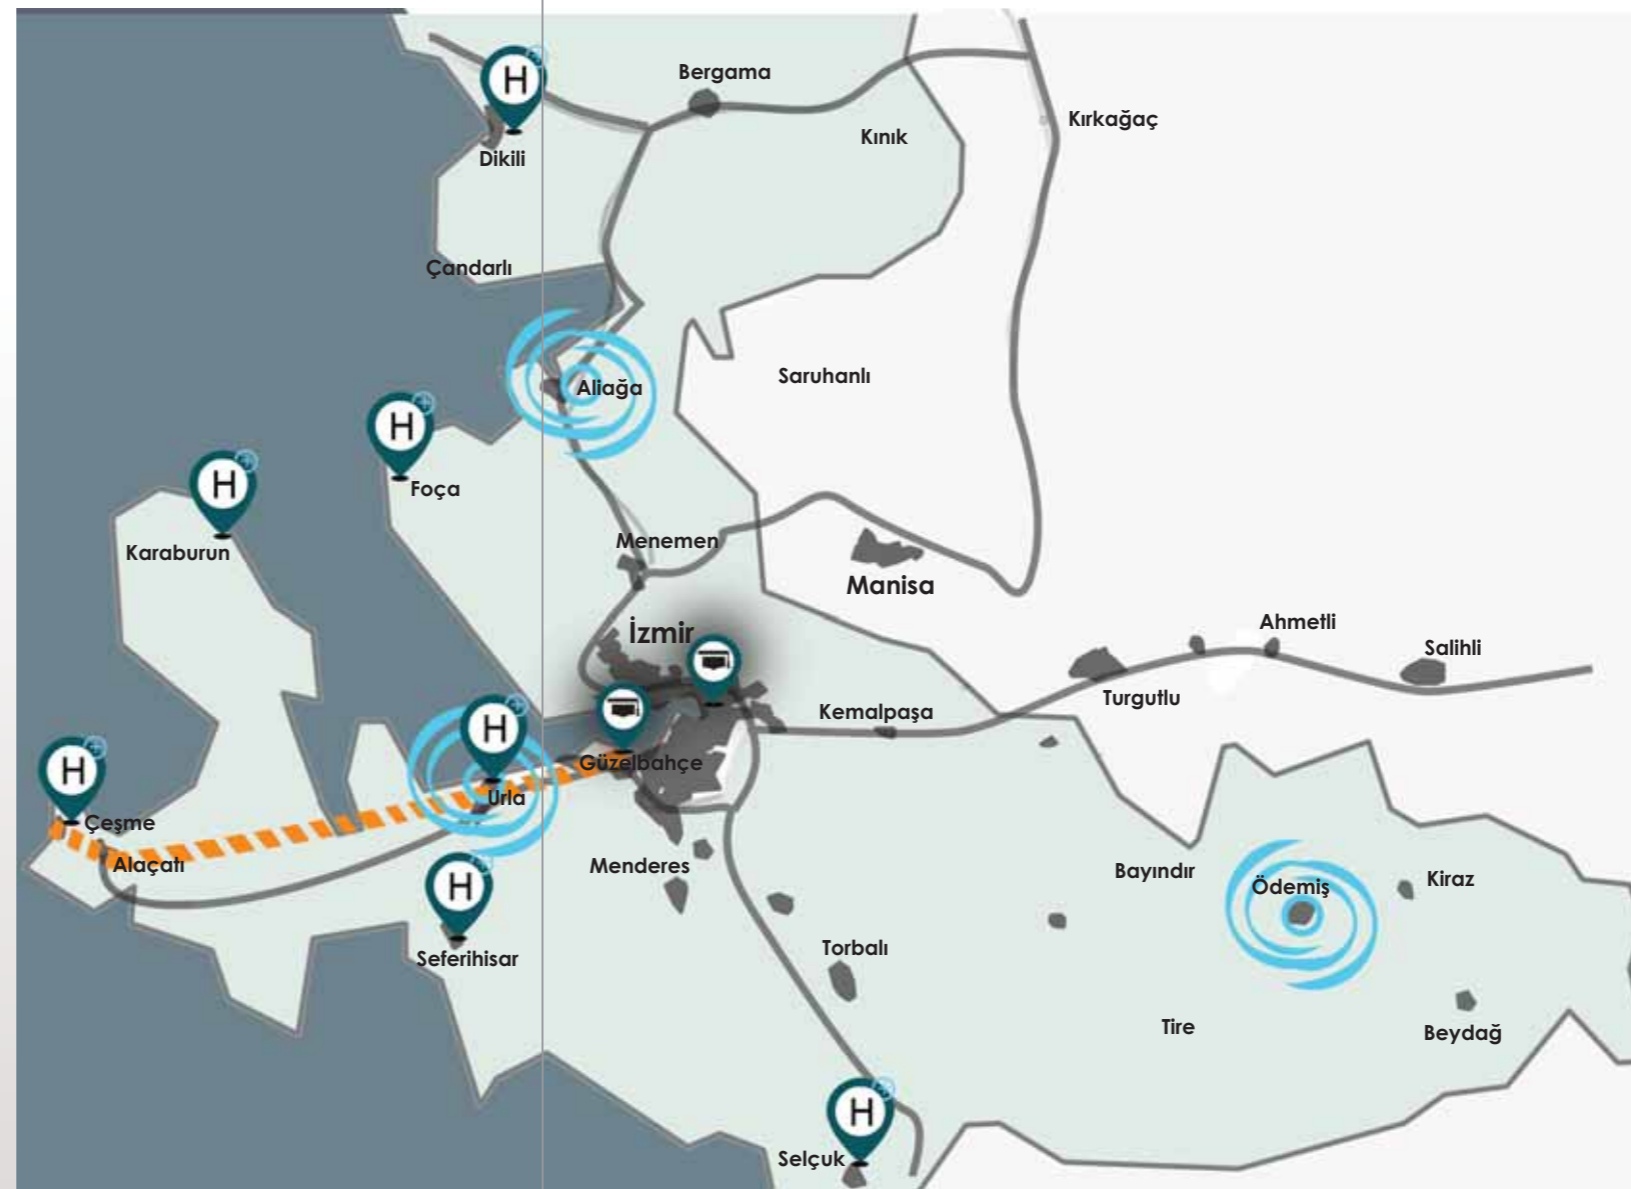 H
Bergama
Kırkağaç
Kınık
Dikili
Çandarlı
Saruhanlı
Aliağa
H
Foça
H
Menemen
Karaburun
Manisa
Ahmetli
İzmir
Salihli
Turgutlu
H
Kemalpaşa
Güzelbahçe
H
Urla
Çeşme
Alaçatı
Menderes
Bayındır
Kiraz
Ödemiş
H
Torbalı
Seferihisar
Tire
Beydağ
H
Selçuk